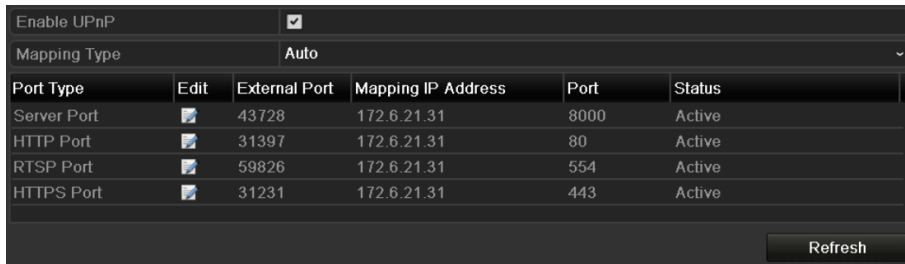 Enable UPnP
Mapping Type Auto
Port Type Edit External Port Mapping IP Address Port Status
Server Port 43728 172.6.21.31 8000 Active
HTTP Port 31397 172.6.21.31 80 Active
RTSP Port 59826 172.6.21.31 554 Active
HTTPS Port 31231 172.6.21.31 443 Active
Refresh